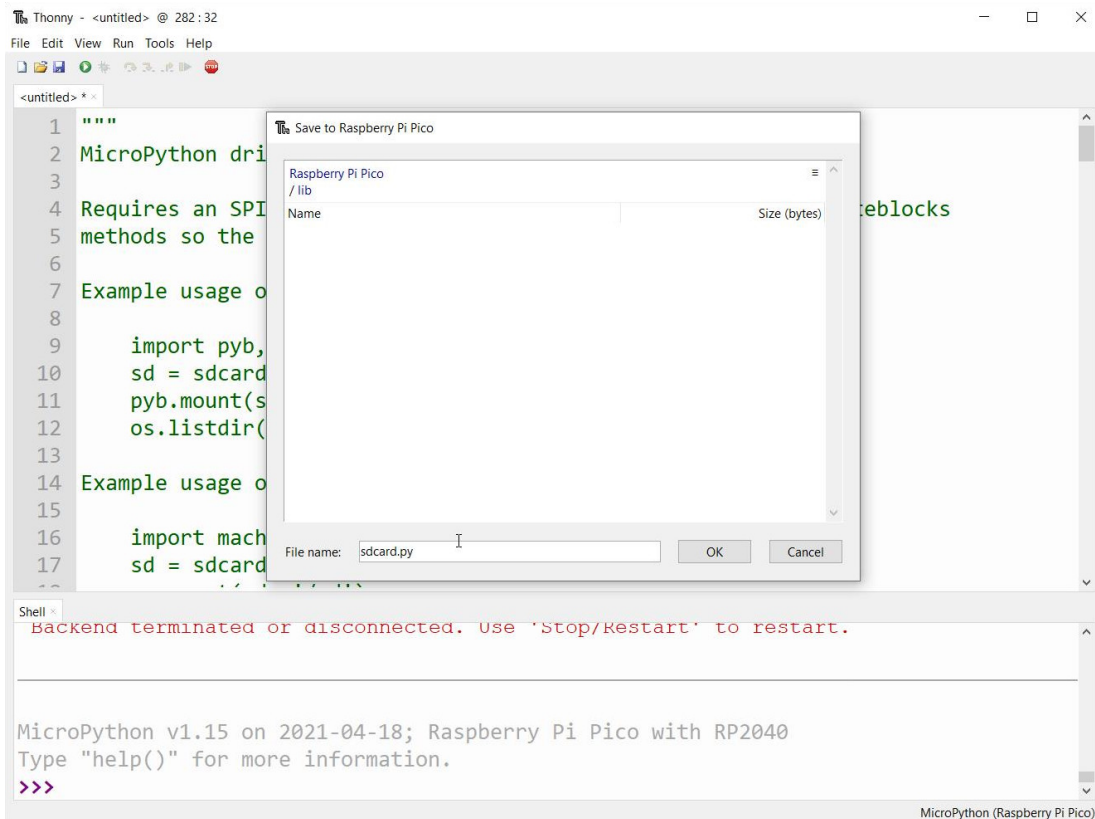 Thonny - <untitled> @ 282 : 32
File Edit View Run Tools Help
<untitled> *
1 """
2 MicroPython dri
3
4 Requires an SPI eblocks
5 methods so the
6
7 Example usage o
8
9 import pyb,
10 sd = sdcard
11 pyb.mount(s
12 os.listdir(
13
14 Example usage o
15
16 import mach
17 sd = sdcard
Save to Raspberry Pi Pico
Raspberry Pi Pico
/ lib
Name Size (bytes)
File name: sdcard.py OK Cancel
Shell
Backend terminated or disconnected. Use 'Stop/Restart' to restart.
MicroPython v1.15 on 2021-04-18; Raspberry Pi Pico with RP2040
Type "help()" for more information.
>>>
MicroPython (Raspberry Pi Pico)